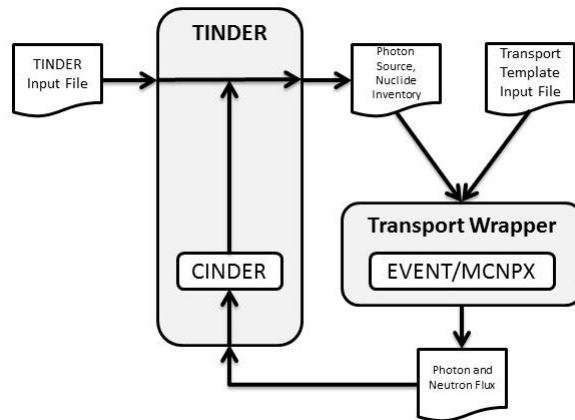 TINDER
TINDER
Input File
Photon
Source,
Nuclide
Inventory
Transport
Template
Input File
Transport Wrapper
CINDER
EVENT/MCNPX
Photon and
Neutron Flux